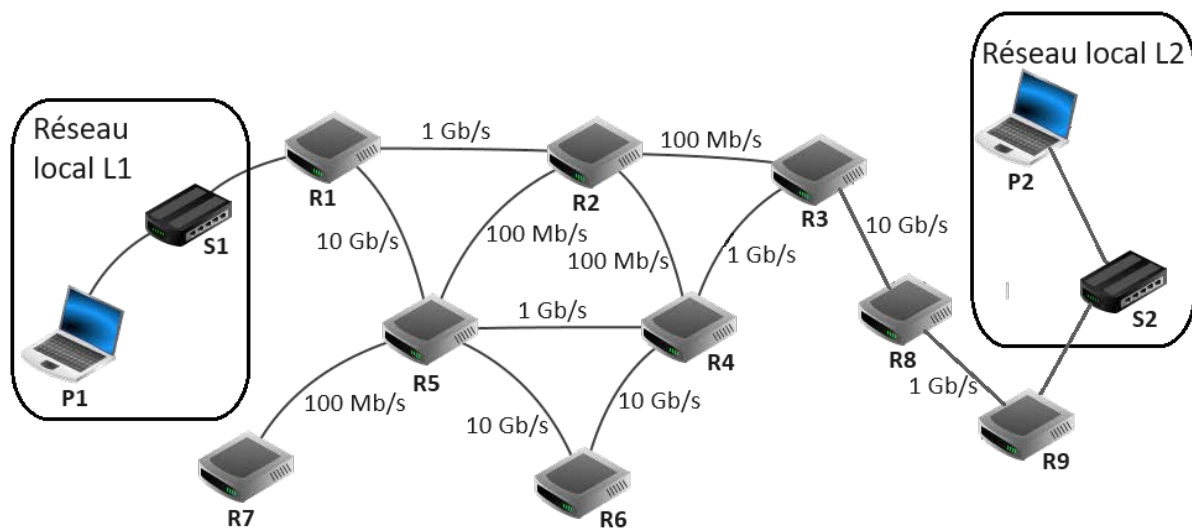 Réseau
local L1
P1
S1
R1
1 Gb/s
R2
100 Mb/s
R3
10 Gb/s
100 Mb/s
100 Mb/s
1 Gb/s
10 Gb/s
R5
1 Gb/s
R4
R8
1 Gb/s
R9
100 Mb/s
R7
10 Gb/s
10 Gb/s
R6
Réseau local L2
P2
S2